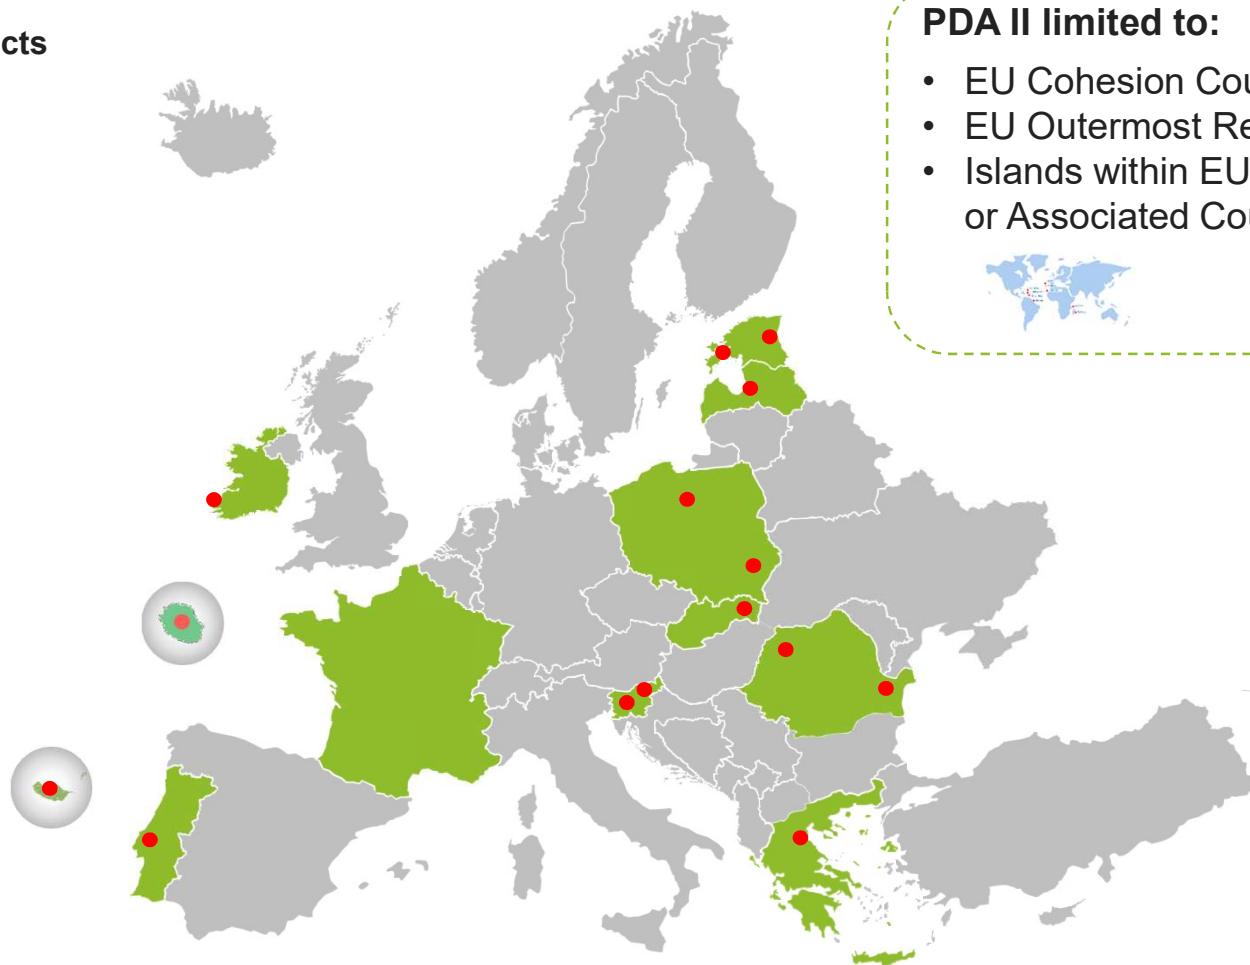 cts
PDA II limited to:
• EU Cohesion Cou
• EU Outermost Re
• Islands within EU
or Associated Cou